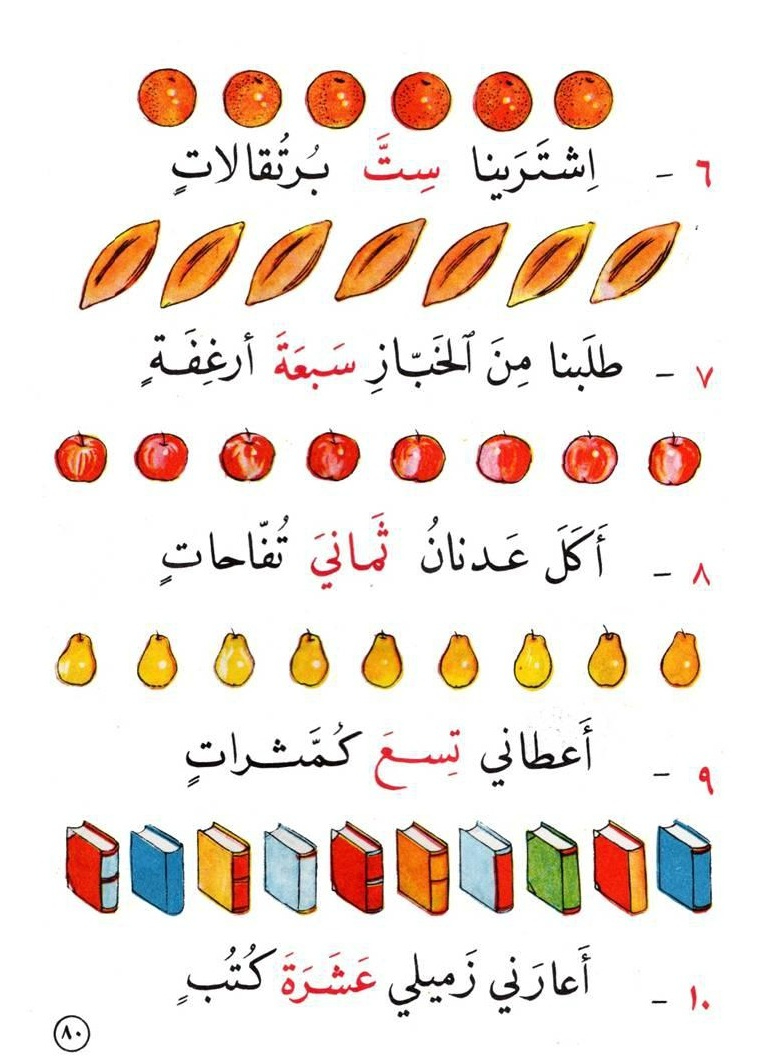 ٦ - اِشتَرَينا سِتَّ بُرتُقالاتٍ
٧ - طلَبنا مِنَ ٱلخَبّازِ سَبعَةَ أرغِفَةٍ
٨ - أَكَلَ عَدنانُ ثَمانيَ تُفّاحاتٍ
٩ - أَعطاني تِسعَ كُمَّثراتٍ
١٠ - أَعارَني زَميلي عَشَرَةَ كُتُبٍ
٨٠